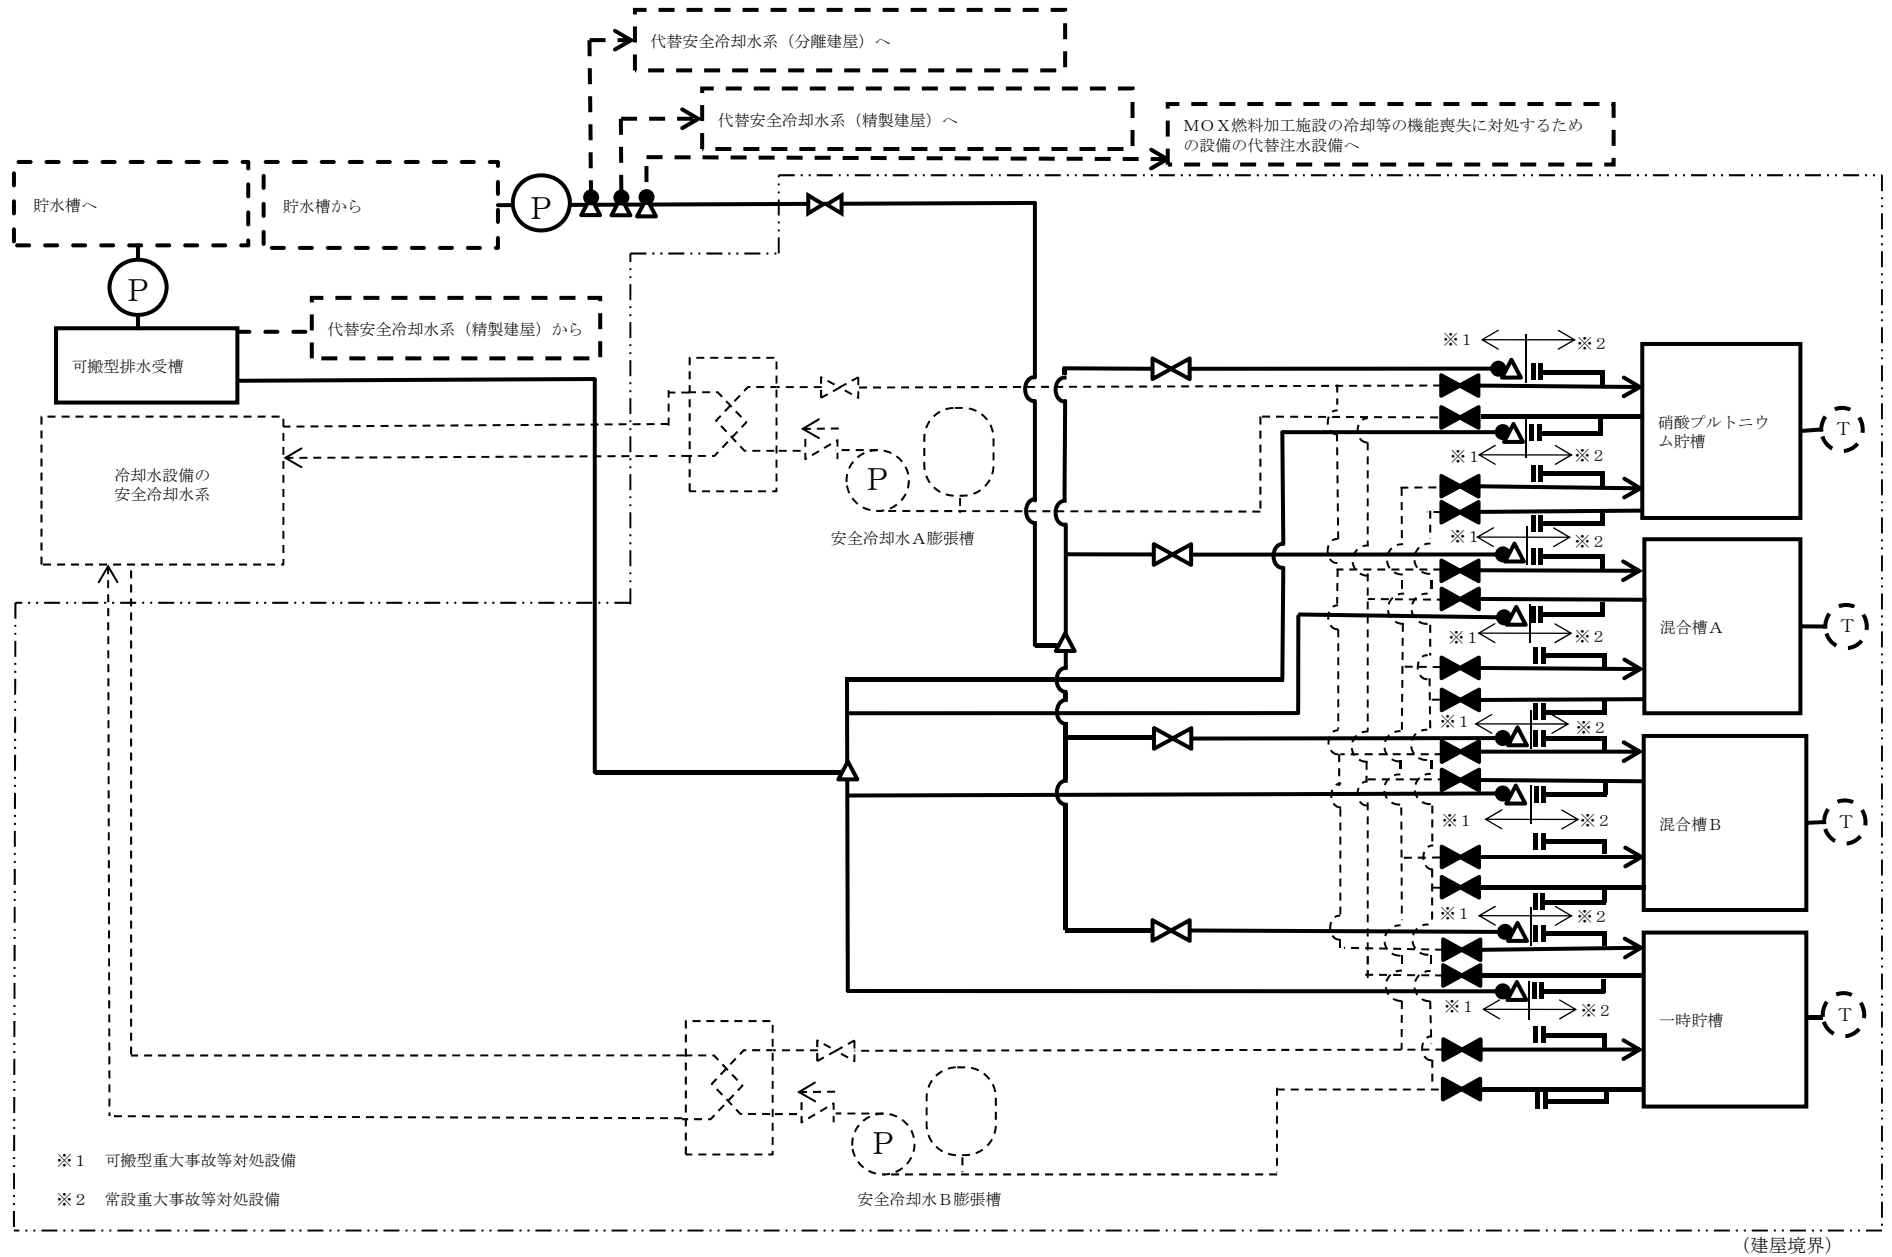 代替安全冷却水系（分離建屋）へ
代替安全冷却水系（精製建屋）へ
ＭＯＸ燃料加工施設の冷却等の機能喪失に対処するため
の設備の代替注水設備へ
貯水槽へ
貯水槽から
Ｐ
Ｐ
代替安全冷却水系（精製建屋）から
可搬型排水受槽
冷却水設備の
安全冷却水系
Ｐ
安全冷却水Ａ膨張槽
※１
※２
硝酸プルトニウ
ム貯槽
Ｔ
※１
※２
※１
※２
混合槽Ａ
Ｔ
※１
※２
※１
※２
混合槽Ｂ
Ｔ
※１
※２
※１
※２
一時貯槽
Ｔ
※１
※２
Ｐ
安全冷却水Ｂ膨張槽
※１　可搬型重大事故等対処設備
※２　常設重大事故等対処設備
（建屋境界）